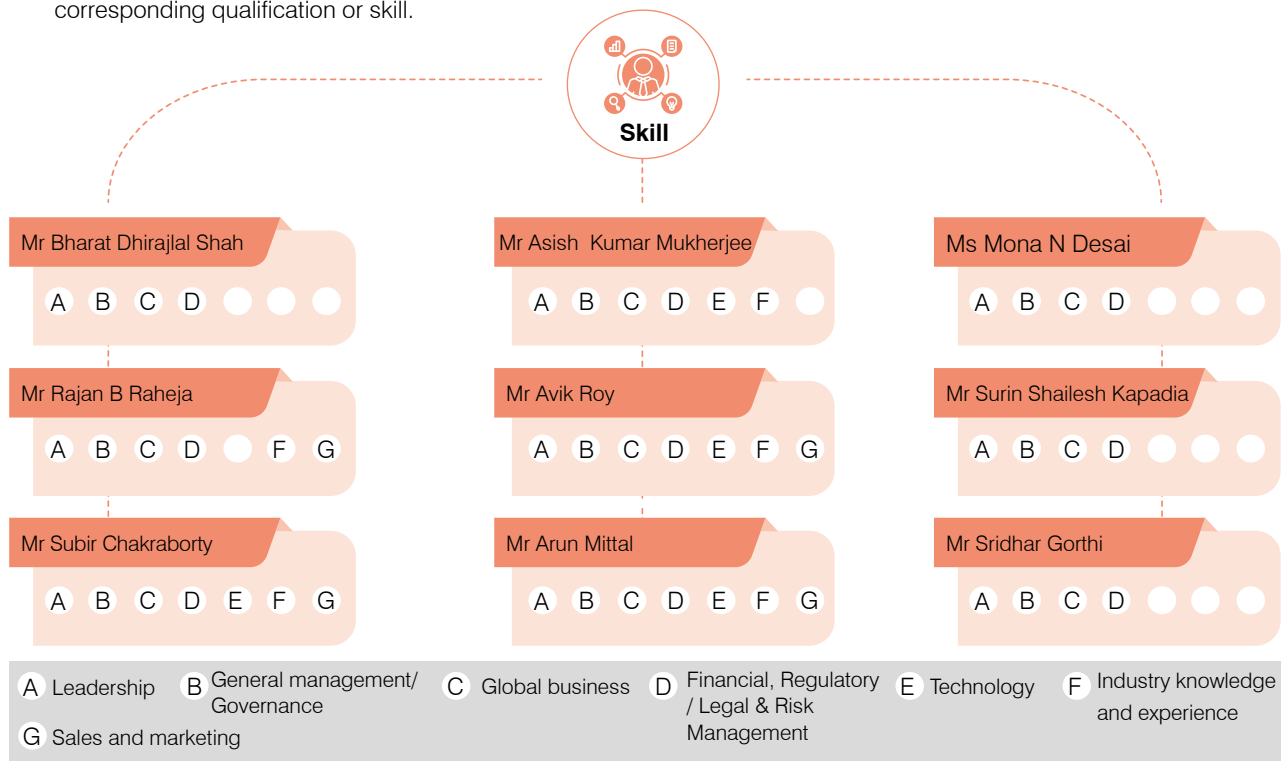 corresponding qualification or skill.
Skill
Mr Bharat Dhirajlal Shah
A B C D
Mr Asish Kumar Mukherjee
A B C D E F
Ms Mona N Desai
A B C D
Mr Rajan B Raheja
A B C D F G
Mr Avik Roy
A B C D E F G
Mr Surin Shailesh Kapadia
A B C D
Mr Subir Chakraborty
A B C D E F G
Mr Arun Mittal
A B C D E F G
Mr Sridhar Gorthi
A B C D
A Leadership
B General management/
Governance
C Global business
D Financial, Regulatory
/ Legal & Risk
Management
E Technology
F Industry knowledge
and experience
G Sales and marketing